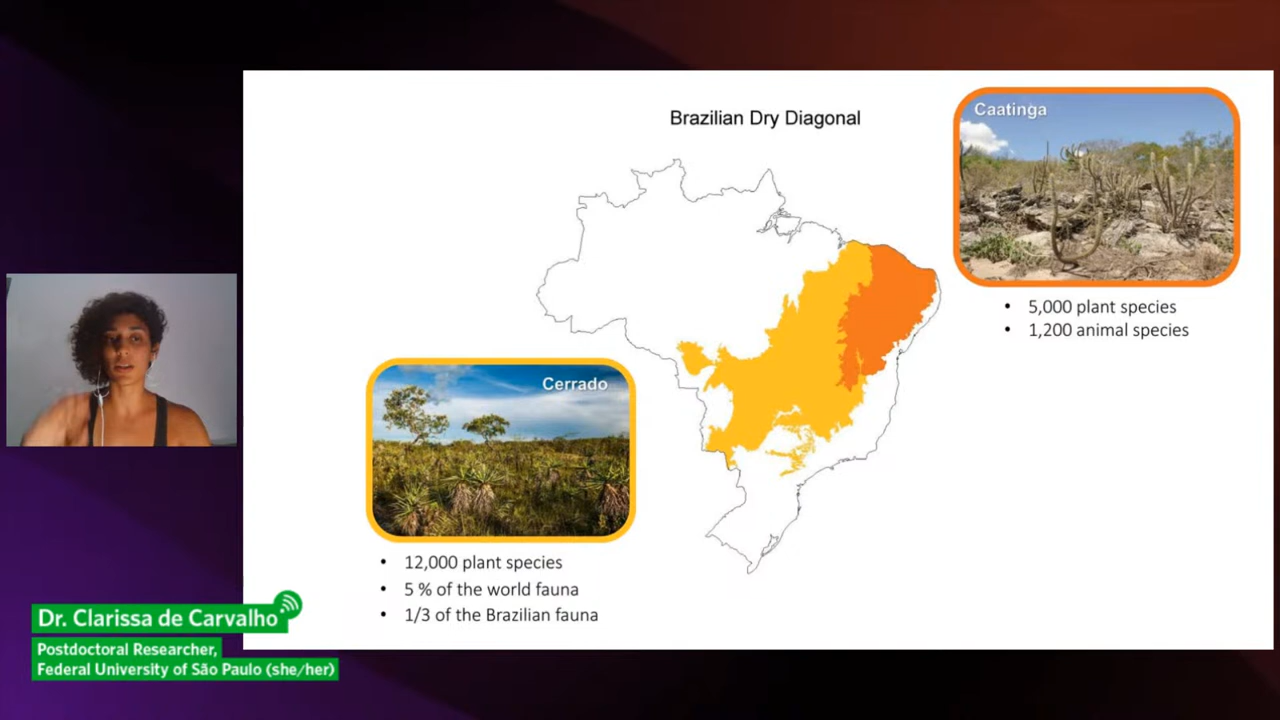 Brazilian Dry Diagonal
Caatinga
• 5,000 plant species
• 1,200 animal species
Cerrado
• 12,000 plant species
• 5 % of the world fauna
• 1/3 of the Brazilian fauna
Dr. Clarissa de Carvalho
Postdoctoral Researcher,
Federal University of São Paulo (she/her)